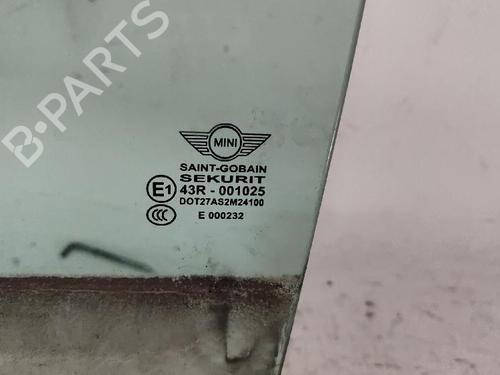 B-PARTS
MINI
SAINT-GOBAIN
SEKURIT
E1 43R - 001025
DOT27AS2M24100
CCC E 000232